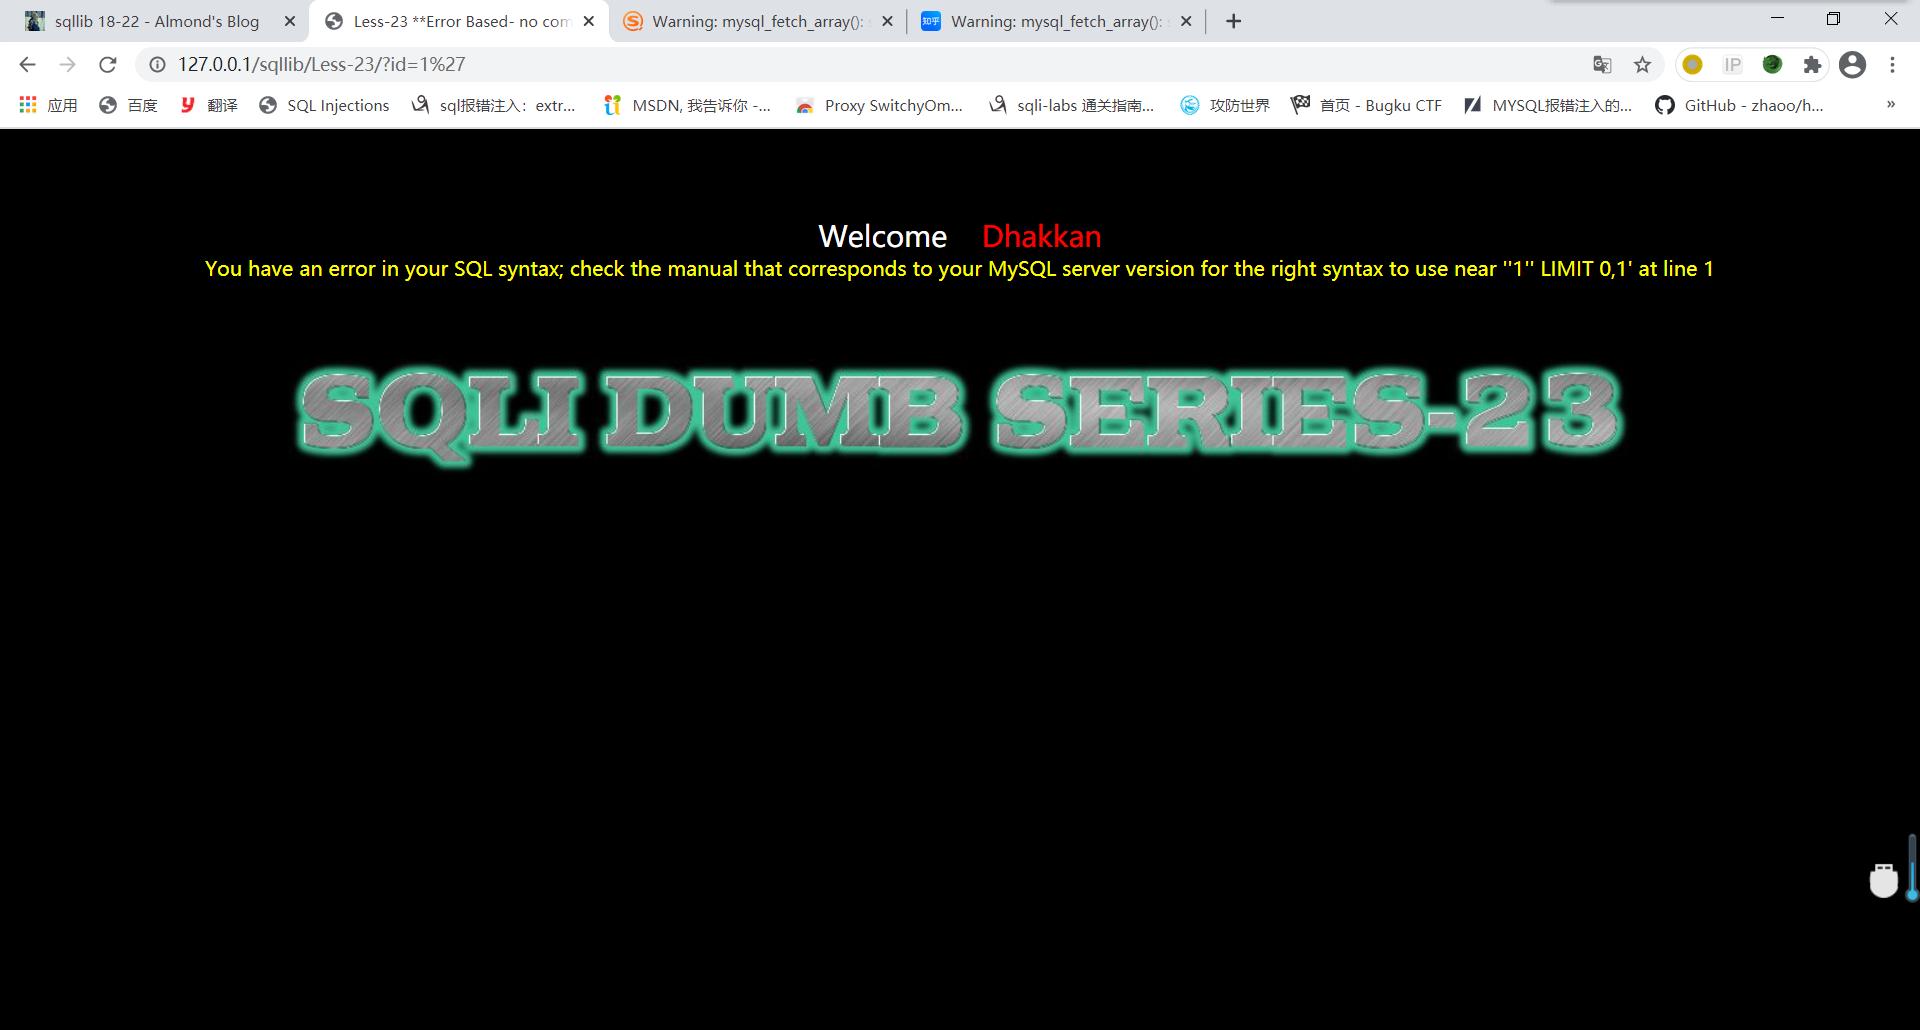 sqllib 18-22 - Almond's Blog
Less-23 **Error Based- no com
Warning: mysql_fetch_array():
Warning: mysql_fetch_array():
127.0.0.1/sqllib/Less-23/?id=1%27
IP
应用
百度
翻译
SQL Injections
sql报错注入：extr...
MSDN, 我告诉你 -...
Proxy SwitchyOm...
sqli-labs 通关指南...
攻防世界
首页 - Bugku CTF
MYSQL报错注入的...
GitHub - zhaoo/h...
»
Welcome Dhakkan
You have an error in your SQL syntax; check the manual that corresponds to your MySQL server version for the right syntax to use near ''1'' LIMIT 0,1' at line 1
SQLI DUMB SERIES-23